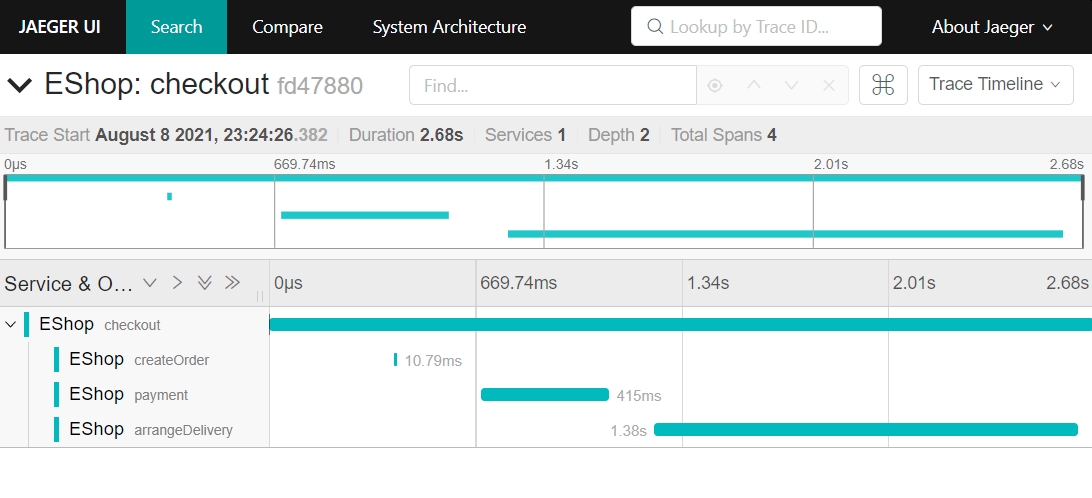 JAEGER UI Search Compare System Architecture Lookup by Trace ID... About Jaeger
EShop: checkout fd47880 Find... Trace Timeline
Trace Start August 8 2021, 23:24:26.382 Duration 2.68s Services 1 Depth 2 Total Spans 4
0μs 669.74ms 1.34s 2.01s 2.68s
Service & O... 0μs 669.74ms 1.34s 2.01s 2.68s
EShop checkout
EShop createOrder 10.79ms
EShop payment 415ms
EShop arrangeDelivery 1.38s